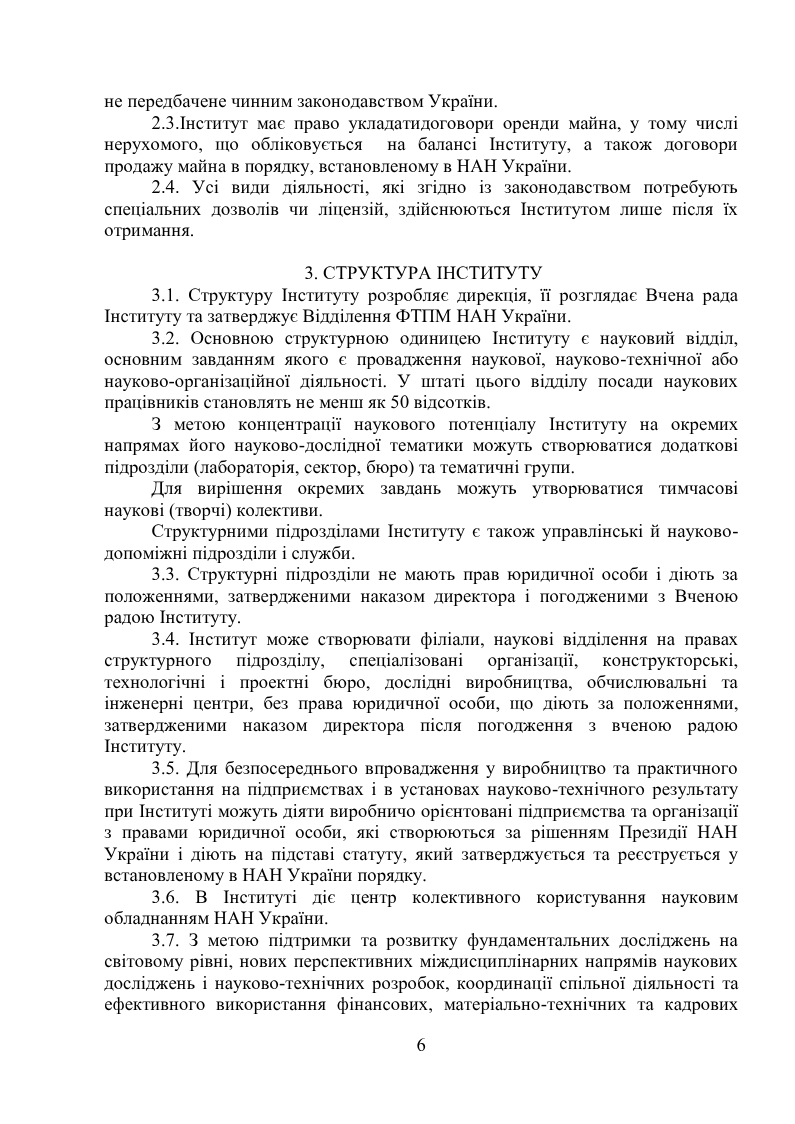 не передбачене чинним законодавством України.
2.3.Інститут має право укладатидоговори оренди майна, у тому числі
нерухомого, що обліковується на балансі Інституту, а також договори
продажу майна в порядку, встановленому в НАН України.
2.4. Усі види діяльності, які згідно із законодавством потребують
спеціальних дозволів чи ліцензій, здійснюються Інститутом лише після їх
отримання.
3. СТРУКТУРА ІНСТИТУТУ
3.1. Структуру Інституту розробляє дирекція, її розглядає Вчена рада
Інституту та затверджує Відділення ФТПМ НАН України.
3.2. Основною структурною одиницею Інституту є науковий відділ,
основним завданням якого є провадження наукової, науково-технічної або
науково-організаційної діяльності. У штаті цього відділу посади наукових
працівників становлять не менш як 50 відсотків.
З метою концентрації наукового потенціалу Інституту на окремих
напрямах його науково-дослідної тематики можуть створюватися додаткові
підрозділи (лабораторія, сектор, бюро) та тематичні групи.
Для вирішення окремих завдань можуть утворюватися тимчасові
наукові (творчі) колективи.
Структурними підрозділами Інституту є також управлінські й науково-
допоміжні підрозділи і служби.
3.3. Структурні підрозділи не мають прав юридичної особи і діють за
положеннями, затвердженими наказом директора і погодженими з Вченою
радою Інституту.
3.4. Інститут може створювати філіали, наукові відділення на правах
структурного підрозділу, спеціалізовані організації, конструкторські,
технологічні і проектні бюро, дослідні виробництва, обчислювальні та
інженерні центри, без права юридичної особи, що діють за положеннями,
затвердженими наказом директора після погодження з вченою радою
Інституту.
3.5. Для безпосереднього впровадження у виробництво та практичного
використання на підприємствах і в установах науково-технічного результату
при Інституті можуть діяти виробничо орієнтовані підприємства та організації
з правами юридичної особи, які створюються за рішенням Президії НАН
України і діють на підставі статуту, який затверджується та реєструється у
встановленому в НАН України порядку.
3.6. В Інституті діє центр колективного користування науковим
обладнанням НАН України.
3.7. З метою підтримки та розвитку фундаментальних досліджень на
світовому рівні, нових перспективних міждисциплінарних напрямів наукових
досліджень і науково-технічних розробок, координації спільної діяльності та
ефективного використання фінансових, матеріально-технічних та кадрових
6